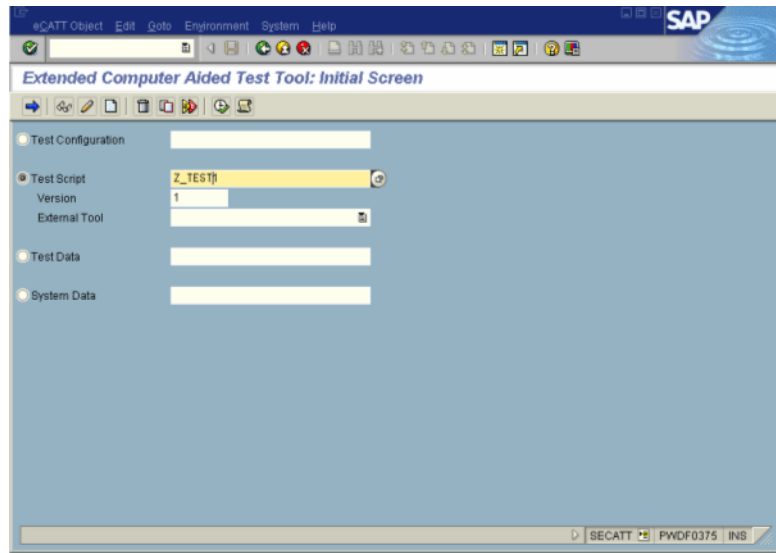 eCATT Object Edit Goto Environment System Help
SAP
Extended Computer Aided Test Tool: Initial Screen
Test Configuration
Test Script Z_TEST1
Version 1
External Tool
Test Data
System Data
SECATT PWDF0375 INS